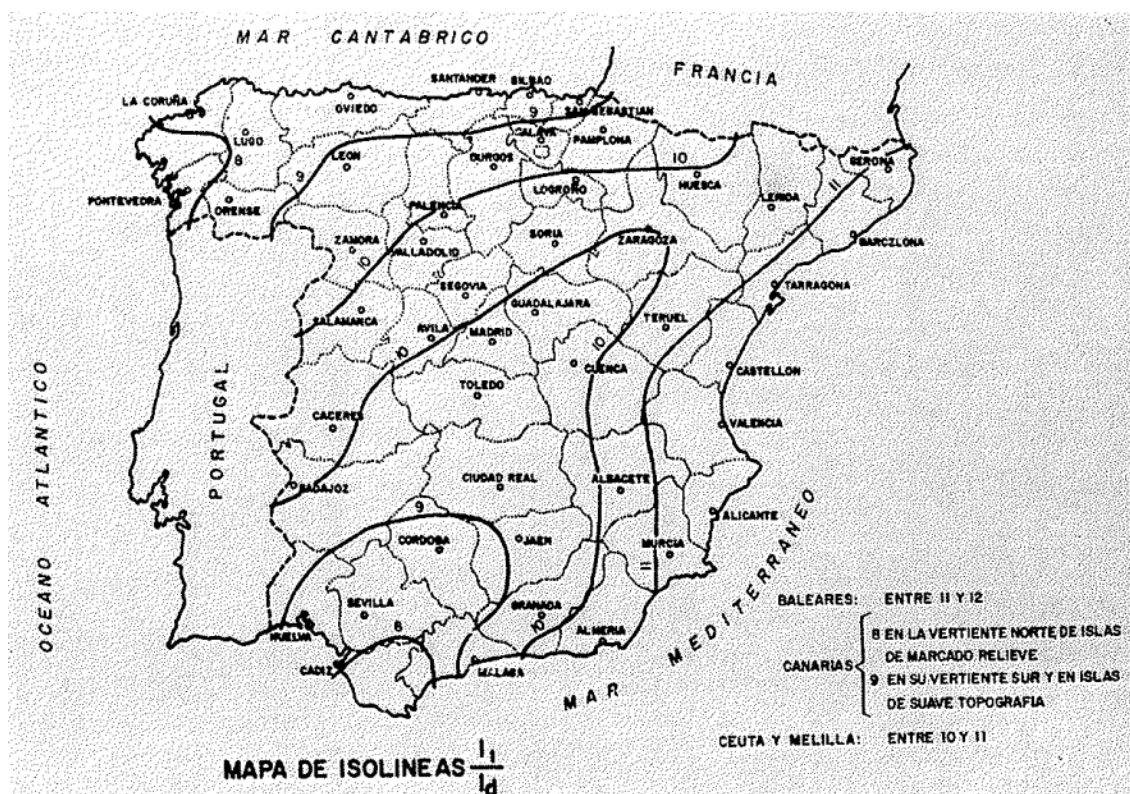 MAR CANTABRICO
FRANCIA
SANTANDER
BILBAO
LA CORUÑA
OVIEDO
SAN SEBASTIAN
LUGO
9
ALAVA
PAMPLONA
8
LEON
BURGOS
10
GERONA
9
LOGROÑO
HUESCA
11
PONTEVEDRA
ORENSE
PALENCIA
LERIDA
ZAMORA
VALLADOLID
SORIA
ZARAGOZA
BARCZLONA
10
SEGOVIA
TARRAGONA
SALAMANCA
GUADALAJARA
AVILA
MADRID
TERUEL
10
10
CUENCA
CASTELLON
TOLEDO
CACERES
VALENCIA
PORTUGAL
OCEANO ATLANTICO
BADAJOZ
CIUDAD REAL
ALBACETE
9
ALICANTE
CORDOBA
JAEN
MURCIA
11
MAR MEDITERRANEO
SEVILLA
GRANADA
HUELVA
8
10
ALMERIA
CADIZ
MALAGA
BALEARES: ENTRE 11 Y 12
CANARIAS
8 EN LA VERTIENTE NORTE DE ISLAS
DE MARCADO RELIEVE
9 EN SU VERTIENTE SUR Y EN ISLAS
DE SUAVE TOPOGRAFIA
CEUTA Y MELILLA: ENTRE 10 Y 11
MAPA DE ISOLINEAS I1
Id